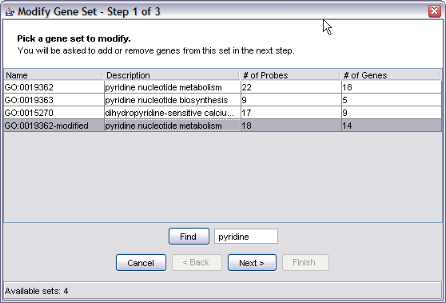 Modify Gene Set - Step 1 of 3
Pick a gene set to modify.
You will be asked to add or remove genes from this set in the next step.
Name Description # of Probes # of Genes
GO:0019362 pyridine nucleotide metabolism 22 18
GO:0019363 pyridine nucleotide biosynthesis 9 5
GO:0015270 dihydropyridine-sensitive calciu... 17 9
GO:0019362-modified pyridine nucleotide metabolism 18 14
Find pyridine
Cancel < Back Next > Finish
Available sets: 4